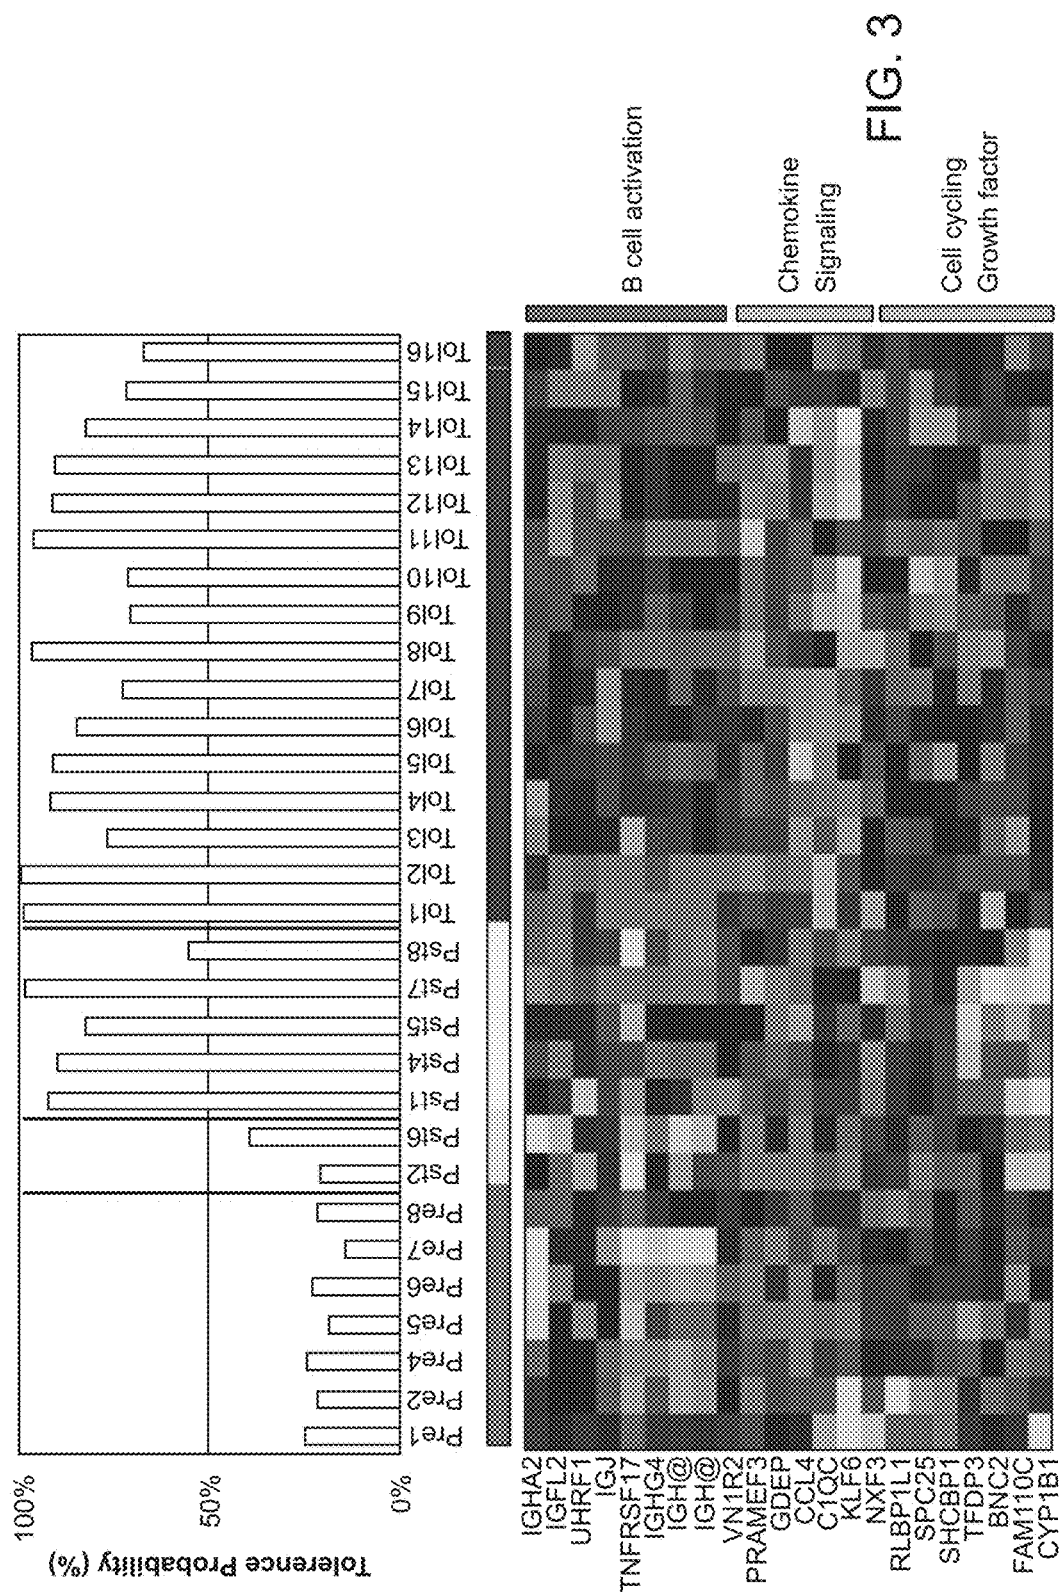 Tolerence Probability (%)
100%
50%
0%
Pre1
Pre2
Pre4
Pre5
Pre6
Pre7
Pre8
Pst2
Pst6
Pst1
Pst4
Pst5
Pst7
Pst8
Tol1
Tol2
Tol3
Tol4
Tol5
Tol6
Tol7
Tol8
Tol9
Tol10
Tol11
Tol12
Tol13
Tol14
Tol15
Tol16
IGHA2
IGFL2
UHRF1
IGJ
TNFRSF17
IGHG4
IGH@
IGH@
VN1R2
PRAMEF3
GDEP
CCL4
C1QC
KLF6
NXF3
RLBP1L1
SPC25
SHCBP1
TFDP3
BNC2
FAM110C
CYP1B1
B cell activation
Chemokine
Signaling
Cell cycling
Growth factor
FIG. 3